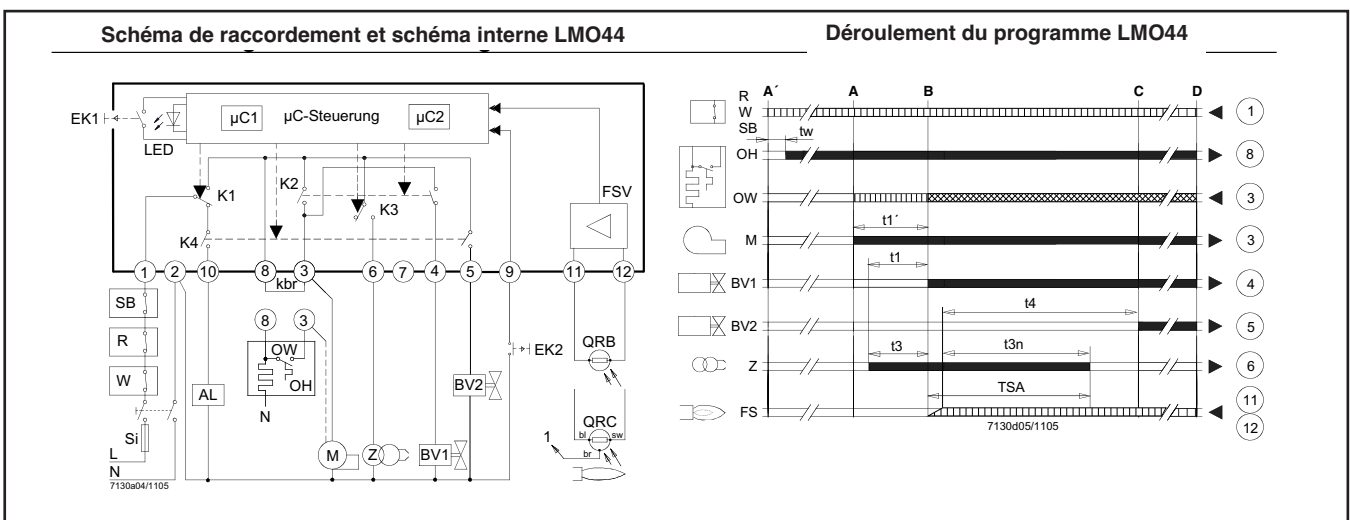 Schéma de raccordement et schéma interne LMO44
EK1
LED
µC1
µC-Steuerung
µC2
K1
K2
K3
K4
FSV
1
2
10
8
3
6
7
4
5
9
11
12
kbr
SB
R
W
Si
L
N
7130a04/1105
AL
8
3
OW
OH
N
M
Z
BV1
BV2
EK2
QRB
QRC
bl
sw
br
1
Déroulement du programme LMO44
A´
A
B
C
D
R
W
SB
1
tw
OH
8
OW
3
t1´
M
3
t1
BV1
4
t4
BV2
5
t3
t3n
Z
6
TSA
FS
11
12
7130d05/1105